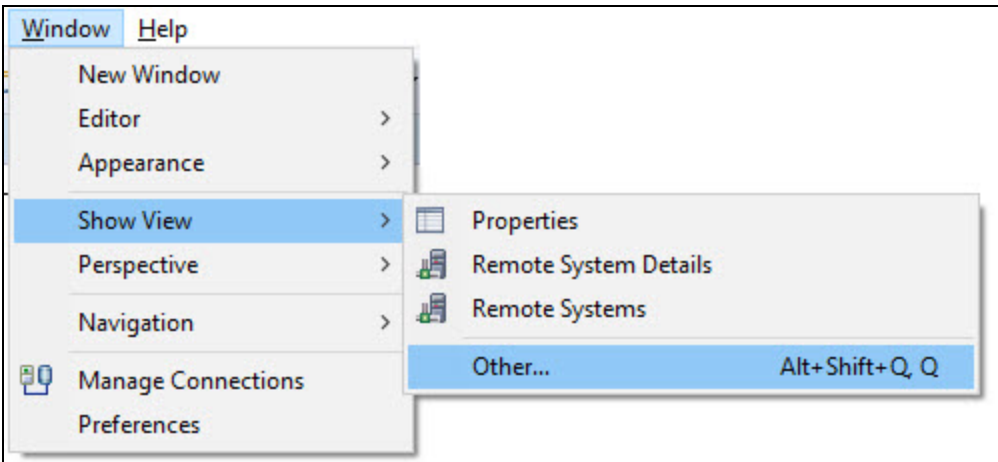 Window Help
New Window
Editor
Appearance
Show View
Perspective
Navigation
Manage Connections
Preferences
Properties
Remote System Details
Remote Systems
Other... Alt+Shift+Q, Q